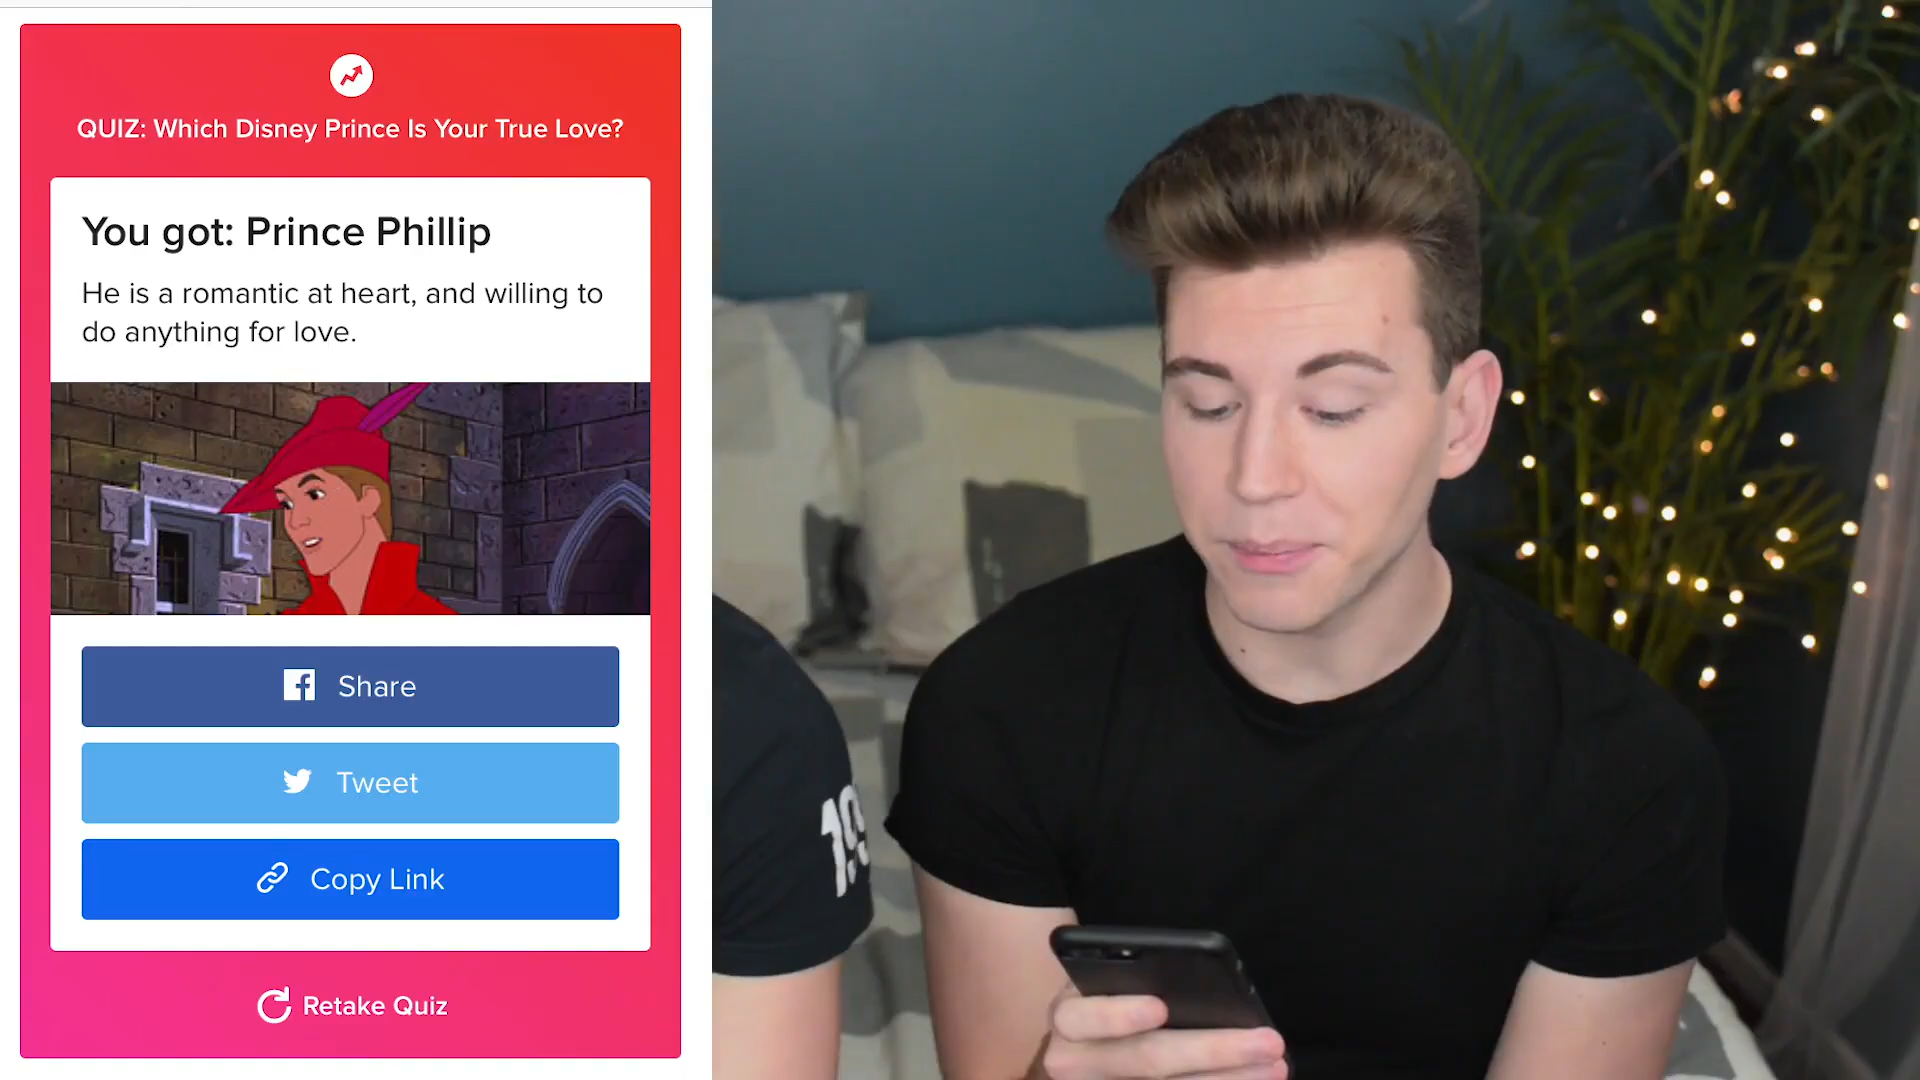 QUIZ: Which Disney Prince Is Your True Love?
You got: Prince Phillip
He is a romantic at heart, and willing to
do anything for love.
Share
Tweet
Copy Link
Retake Quiz
19